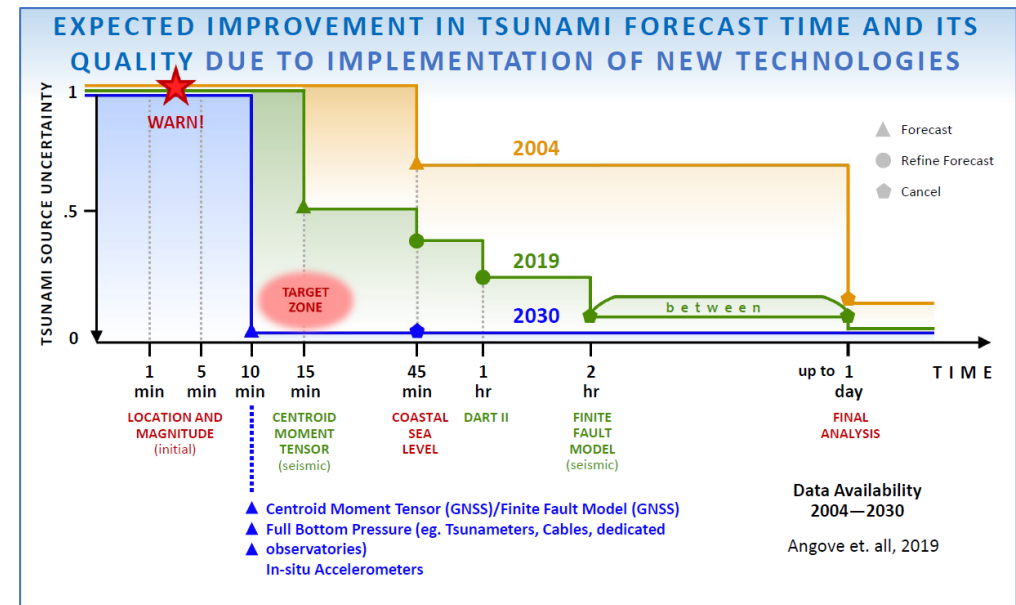 EXPECTED IMPROVEMENT IN TSUNAMI FORECAST TIME AND ITS
QUALITY DUE TO IMPLEMENTATION OF NEW TECHNOLOGIES
TSUNAMI SOURCE UNCERTAINTY
1
.5
0
WARN!
2004
2019
2030
TARGET
ZONE
between
Forecast
Refine Forecast
Cancel
1
min
5
min
10
min
15
min
45
min
1
hr
2
hr
up to 1
day
TIME
LOCATION AND
MAGNITUDE
(initial)
CENTROID
MOMENT
TENSOR
(seismic)
COASTAL
SEA
LEVEL
DART II
FINITE
FAULT
MODEL
(seismic)
FINAL
ANALYSIS
Centroid Moment Tensor (GNSS)/Finite Fault Model (GNSS)
Full Bottom Pressure (eg. Tsunameters, Cables, dedicated
observatories)
In-situ Accelerometers
Data Availability
2004—2030
Angove et. all, 2019